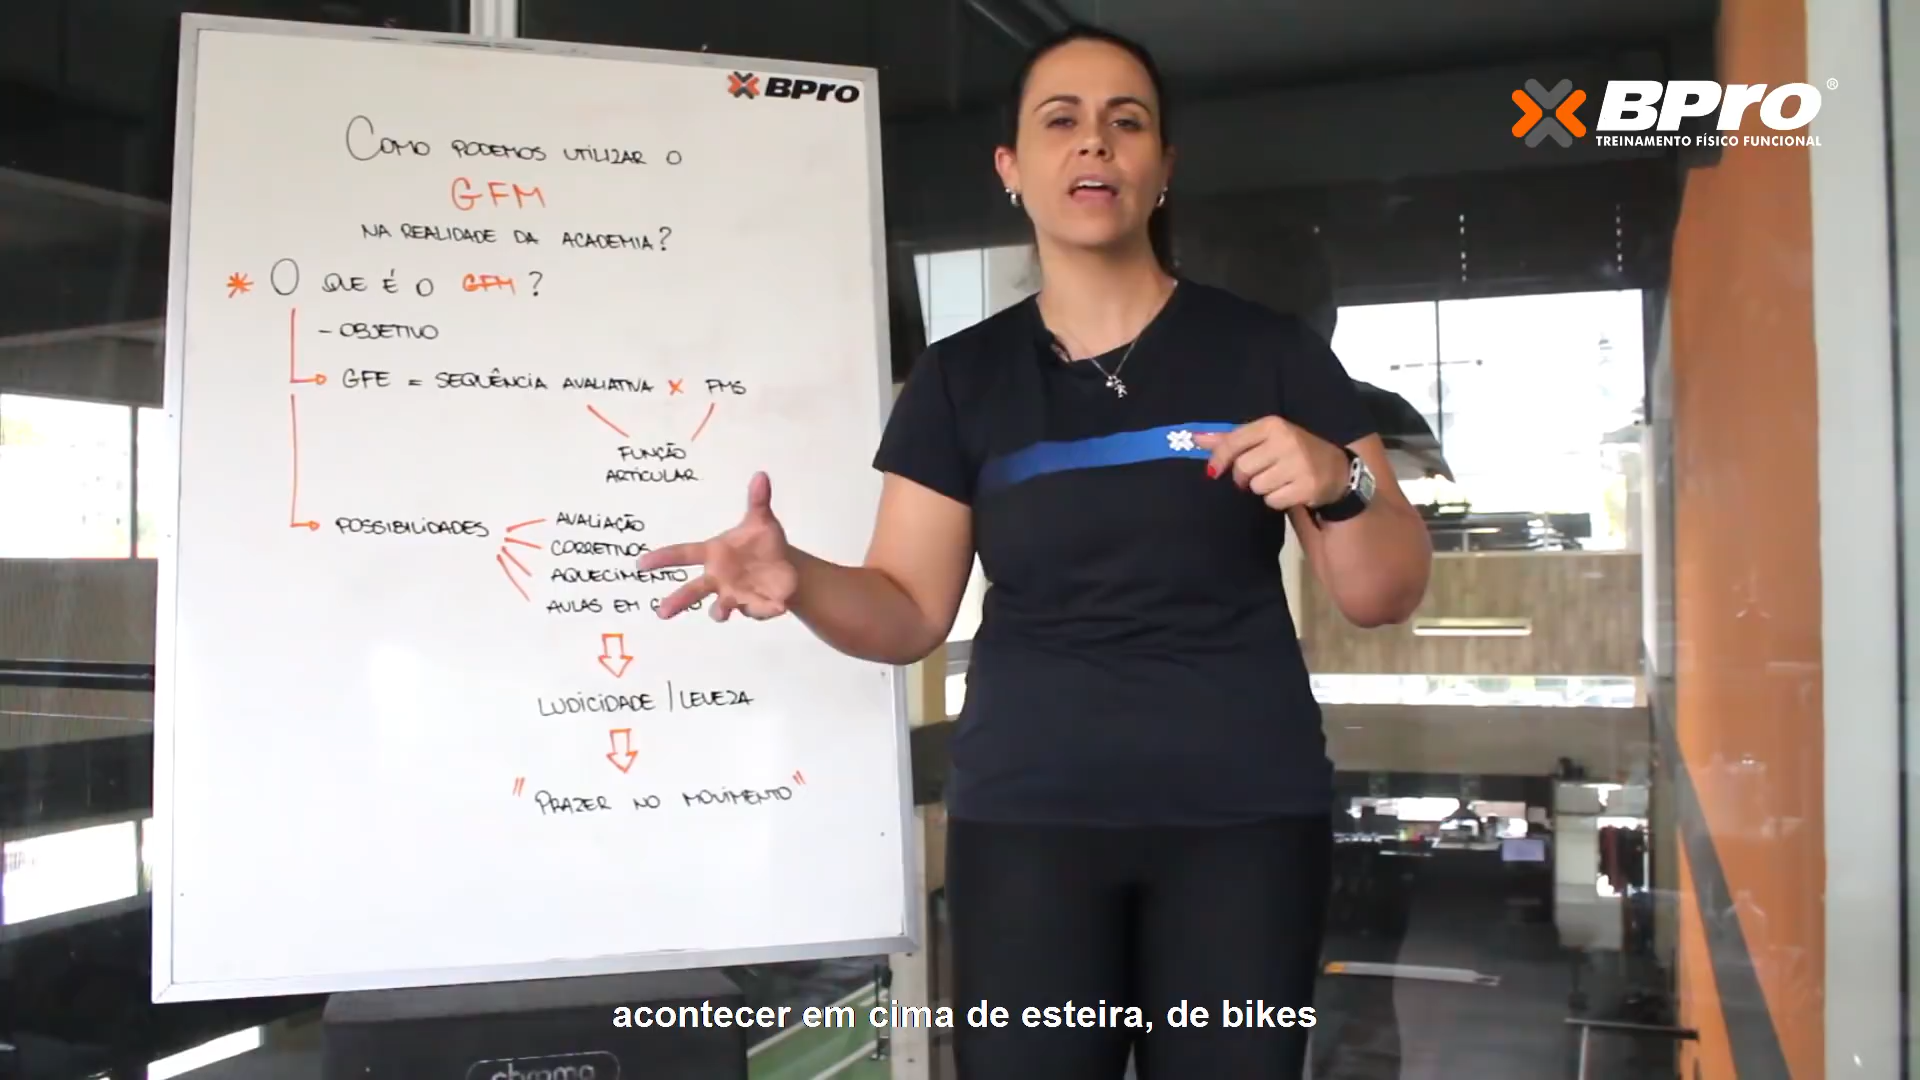 BPro
COMO PODEMOS UTILIZAR O
GFM
NA REALIDADE DA ACADEMIA?
* O QUE É O GFM?
- OBJETIVO
GFE = SEQUÊNCIA AVALIATIVA X FMS
FUNÇÃO
ARTICULAR
POSSIBILIDADES
AVALIAÇÃO
CORRETIVOS
AQUECIMENTO
AULAS EM
LUDICIDADE / LEVEZA
"PRAZER NO MOVIMENTO"
BPro®
TREINAMENTO FÍSICO FUNCIONAL
acontecer em cima de esteira, de bikes